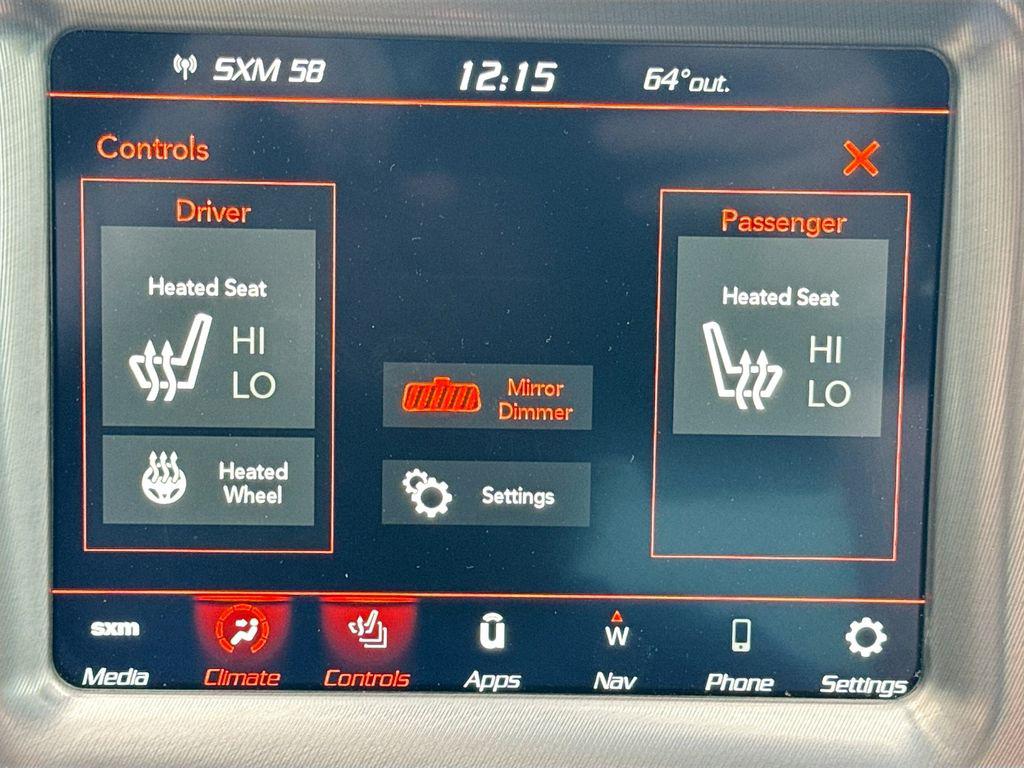 SXM 58
12:15
64°out.
Controls
Driver
Heated Seat
HI
LO
Heated
Wheel
Mirror
Dimmer
Settings
Passenger
Heated Seat
HI
LO
sxm
Media
Climate
Controls
u
Apps
W
Nav
Phone
Settings